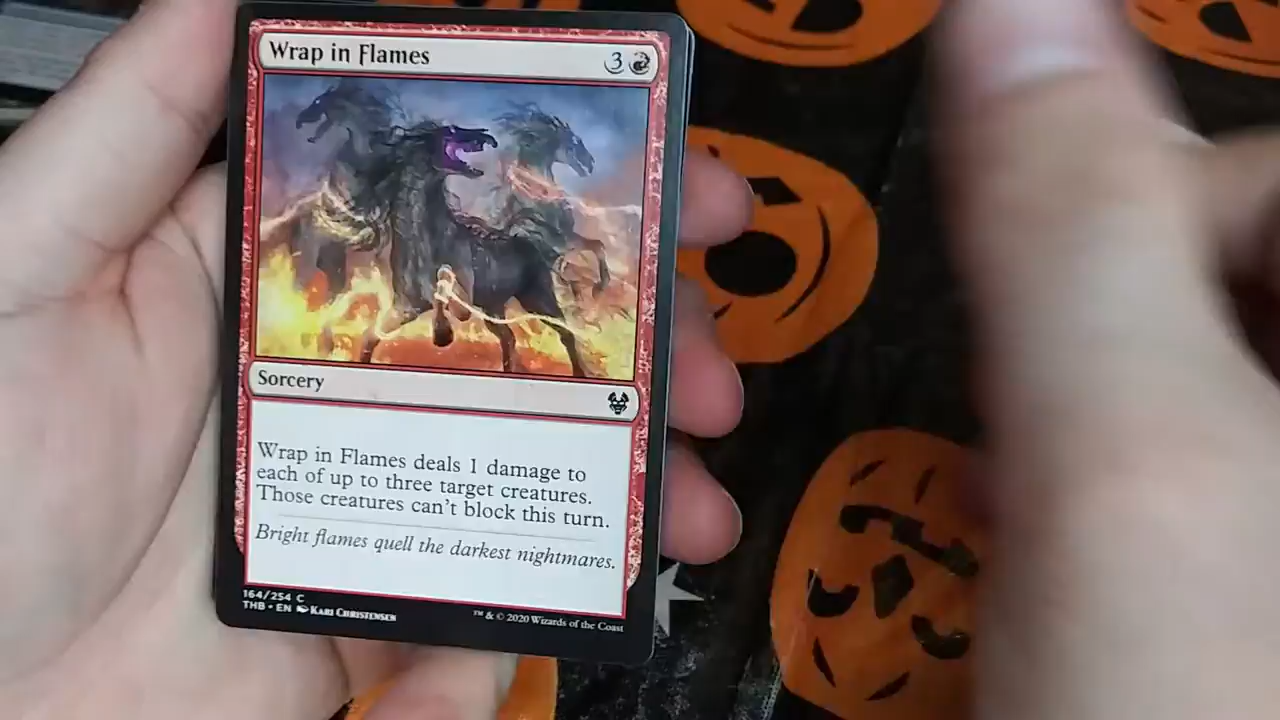 Wrap in Flames 3
Sorcery
Wrap in Flames deals 1 damage to
each of up to three target creatures.
Those creatures can't block this turn.
Bright flames quell the darkest nightmares.
164/254 C
THB • EN Kari Christensen
™ & © 2020 Wizards of the Coast